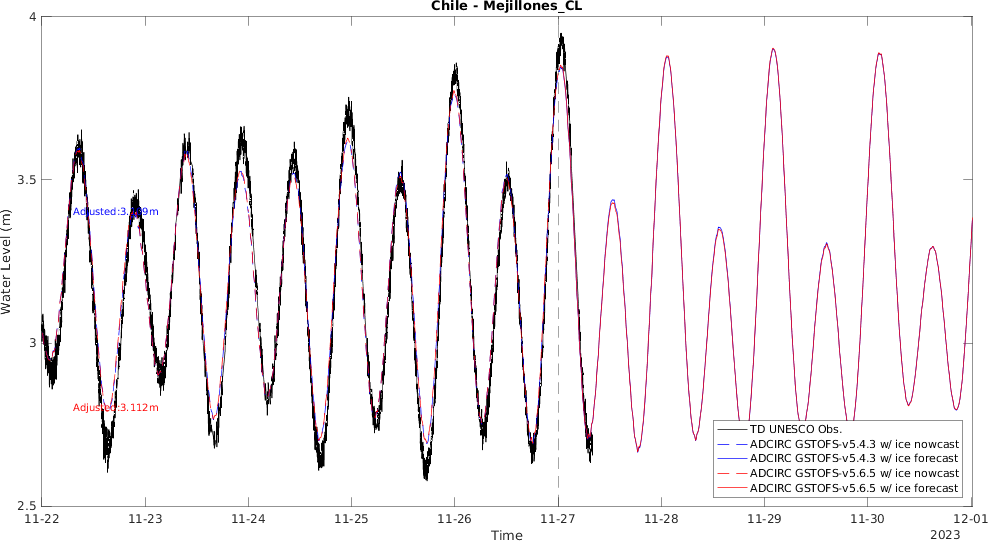 Chile - Mejillones_CL
4
3.5
3
2.5
Water Level (m)
Adjusted:3.112m
11-22 11-23 11-24 11-25 11-26 11-27 11-28 11-29 11-30 12-01
Time
2023
TD UNESCO Obs.
ADCIRC GSTOFS-v5.4.3 w/ ice nowcast
ADCIRC GSTOFS-v5.4.3 w/ ice forecast
ADCIRC GSTOFS-v5.6.5 w/ ice nowcast
ADCIRC GSTOFS-v5.6.5 w/ ice forecast